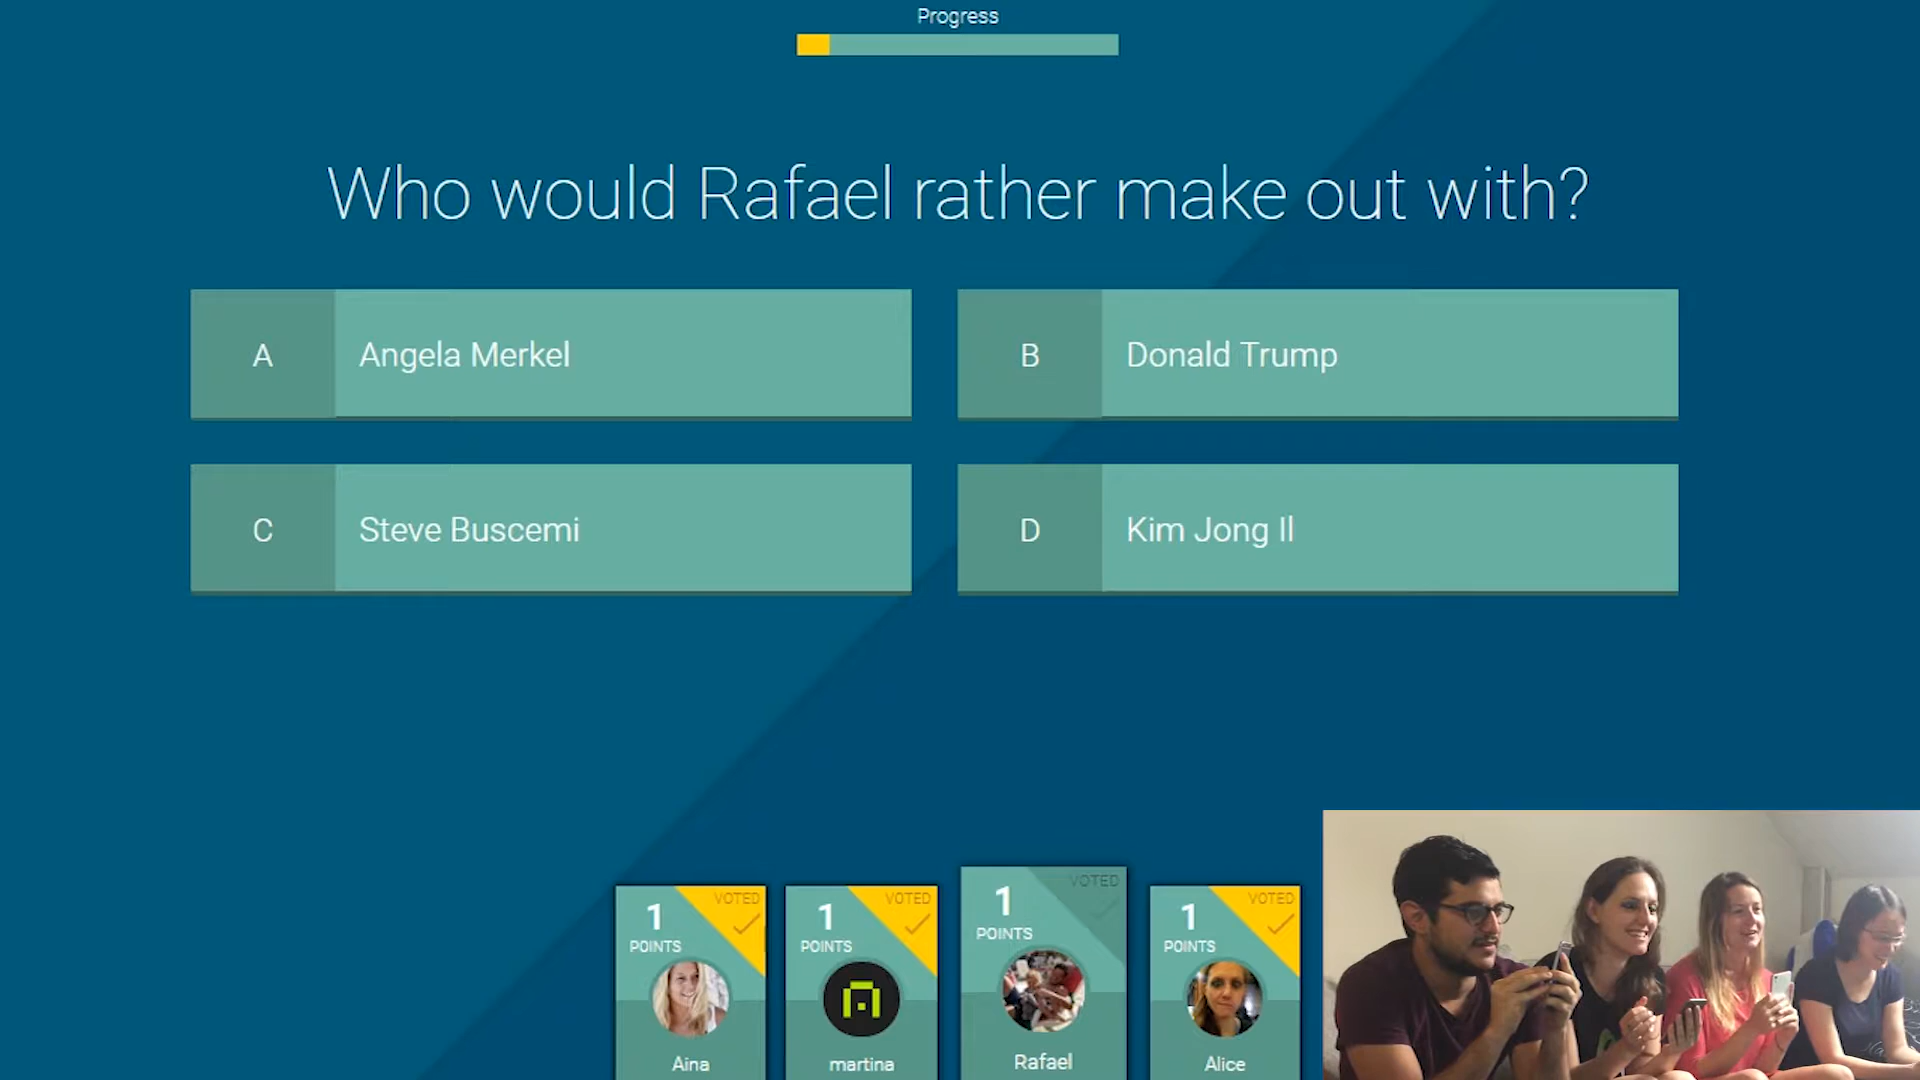 Progress
Who would Rafael rather make out with?
A Angela Merkel
B Donald Trump
C Steve Buscemi
D Kim Jong Il
1 POINTS VOTED Aina
1 POINTS VOTED martina
1 POINTS VOTED Rafael
1 POINTS VOTED Alice